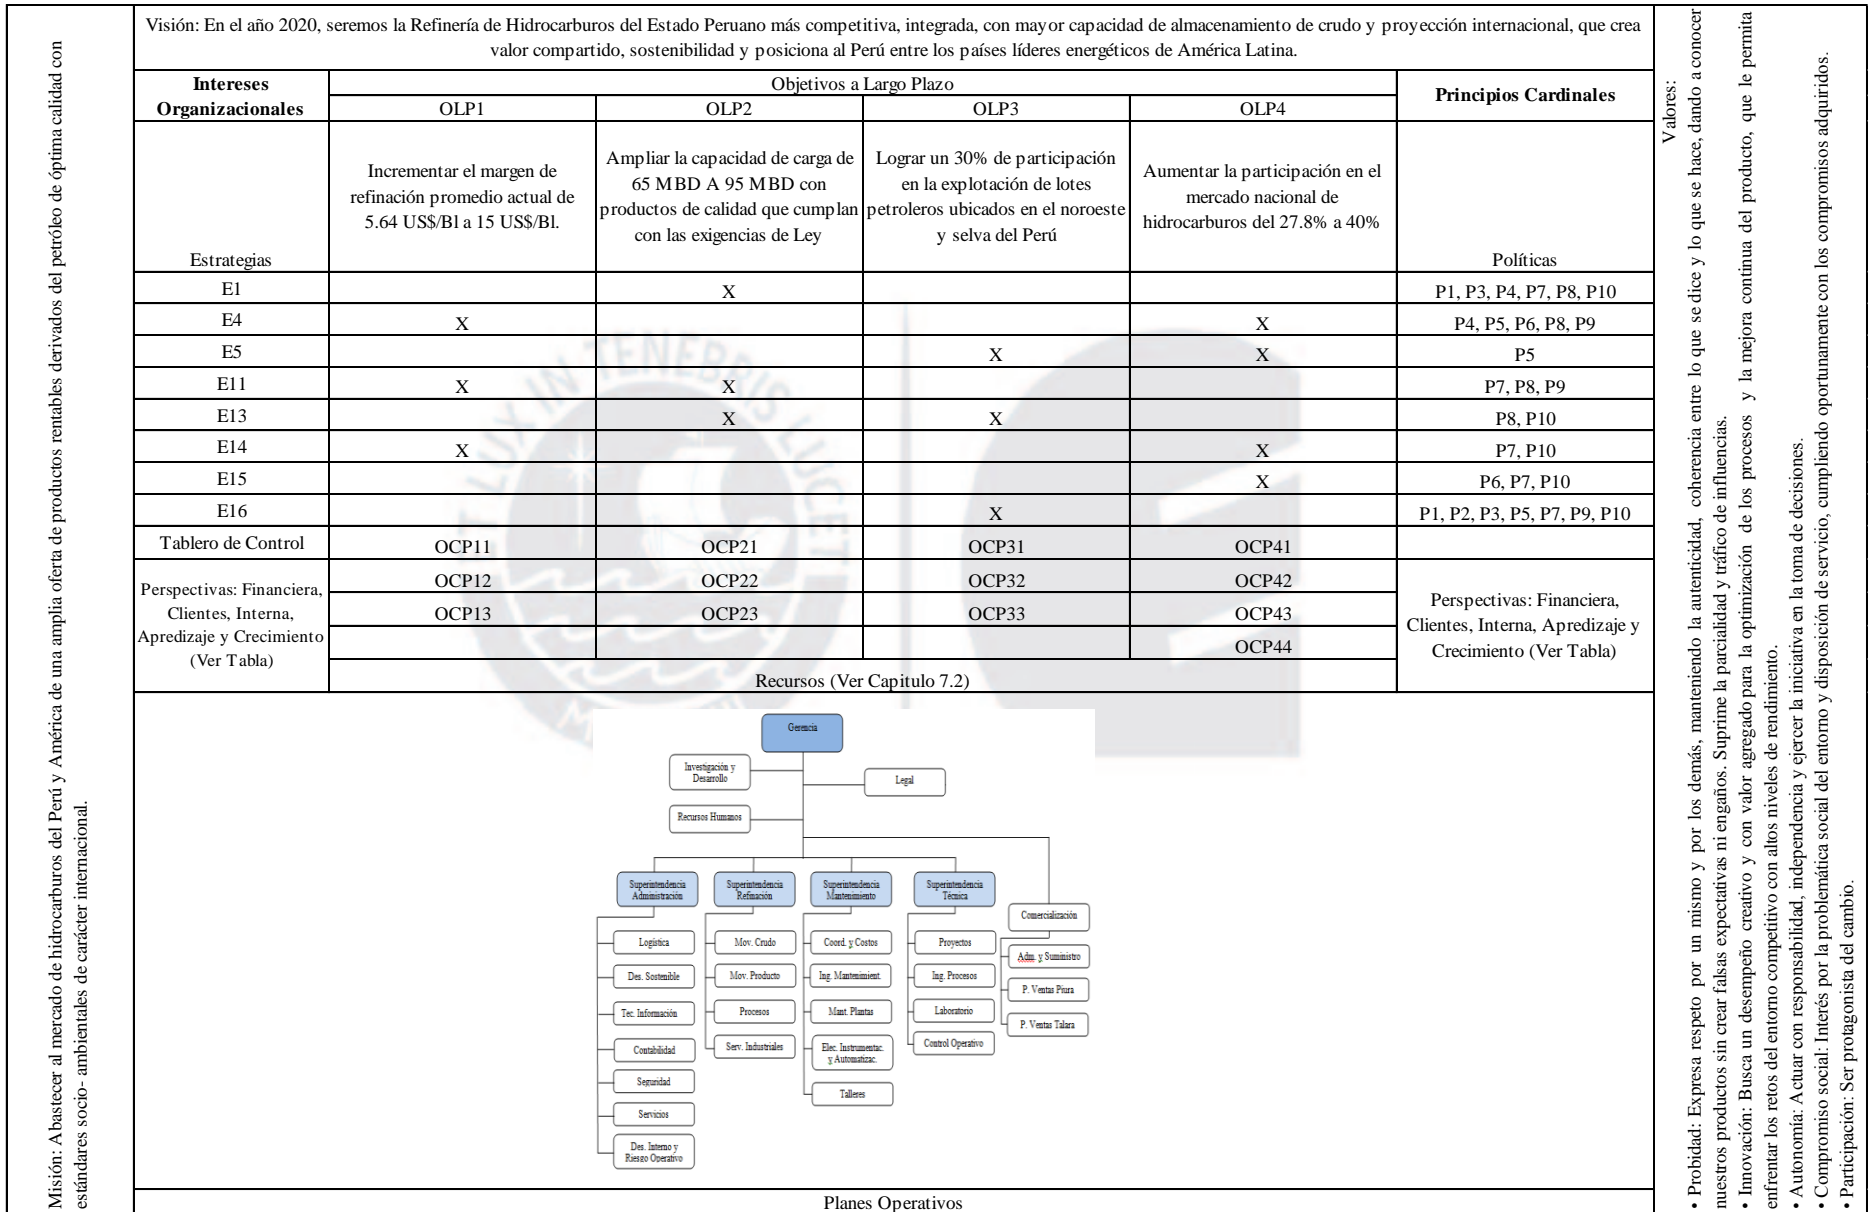 Misión: Abastecer al mercado de hidrocarburos del Perú y América de una amplia oferta de productos rentables derivados del petróleo de óptima calidad con
estándares socio- ambientales de carácter internacional.
Visión: En el año 2020, seremos la Refinería de Hidrocarburos del Estado Peruano más competitiva, integrada, con mayor capacidad de almacenamiento de crudo y proyección internacional, que crea
valor compartido, sostenibilidad y posiciona al Perú entre los países líderes energéticos de América Latina.
Intereses
Organizacionales
Objetivos a Largo Plazo
Principios Cardinales
OLP1
OLP2
OLP3
OLP4
Estrategias
Incrementar el margen de
refinación promedio actual de
5.64 US$/Bl a 15 US$/Bl.
Ampliar la capacidad de carga de
65 MBD A 95 MBD con
productos de calidad que cumplan
con las exigencias de Ley
Lograr un 30% de participación
en la explotación de lotes
petroleros ubicados en el noroeste
y selva del Perú
Aumentar la participación en el
mercado nacional de
hidrocarburos del 27.8% a 40%
Políticas
E1 X P1, P3, P4, P7, P8, P10
E4 X X P4, P5, P6, P8, P9
E5 X X P5
E11 X X P7, P8, P9
E13 X X P8, P10
E14 X X P7, P10
E15 X P6, P7, P10
E16 X P1, P2, P3, P5, P7, P9, P10
Tablero de Control OCP11 OCP21 OCP31 OCP41
Perspectivas: Financiera,
Clientes, Interna,
Apredizaje y Crecimiento
(Ver Tabla)
OCP12 OCP22 OCP32 OCP42
OCP13 OCP23 OCP33 OCP43
OCP44
Perspectivas: Financiera,
Clientes, Interna, Apredizaje y
Crecimiento (Ver Tabla)
Recursos (Ver Capitulo 7.2)
ET LUX IN TENEBRIS LUCET
Gerencia
Investigación y
Desarrollo
Legal
Recursos Humanos
Superintendencia
Administración
Superintendencia
Refinación
Superintendencia
Mantenimiento
Superintendencia
Técnica
Comercialización
Logística
Des. Sostenible
Tec. Información
Contabilidad
Seguridad
Servicios
Des. Interno y
Riesgo Operativo
Mov. Crudo
Mov. Producto
Procesos
Serv. Industriales
Coord. y Costos
Ing. Mantenimient.
Mant. Plantas
Elec. Instrumentac.
y Automatizac.
Talleres
Proyectos
Ing. Procesos
Laboratorio
Control Operativo
Adm. y Suministro
P. Ventas Piura
P. Ventas Talara
Planes Operativos
Valores:
• Probidad: Expresa respeto por un mismo y por los demás, manteniendo la autenticidad, coherencia entre lo que se dice y lo que se hace, dando a conocer
nuestros productos sin crear falsas expectativas ni engaños. Suprime la parcialidad y tráfico de influencias.
• Innovación: Busca un desempeño creativo y con valor agregado para la optimización de los procesos y la mejora continua del producto, que le permita
enfrentar los retos del entorno competitivo con altos niveles de rendimiento.
• Autonomía: Actuar con responsabilidad, independencia y ejercer la iniciativa en la toma de decisiones.
• Compromiso social: Interés por la problemática social del entorno y disposición de servicio, cumpliendo oportunamente con los compromisos adquiridos.
• Participación: Ser protagonista del cambio.